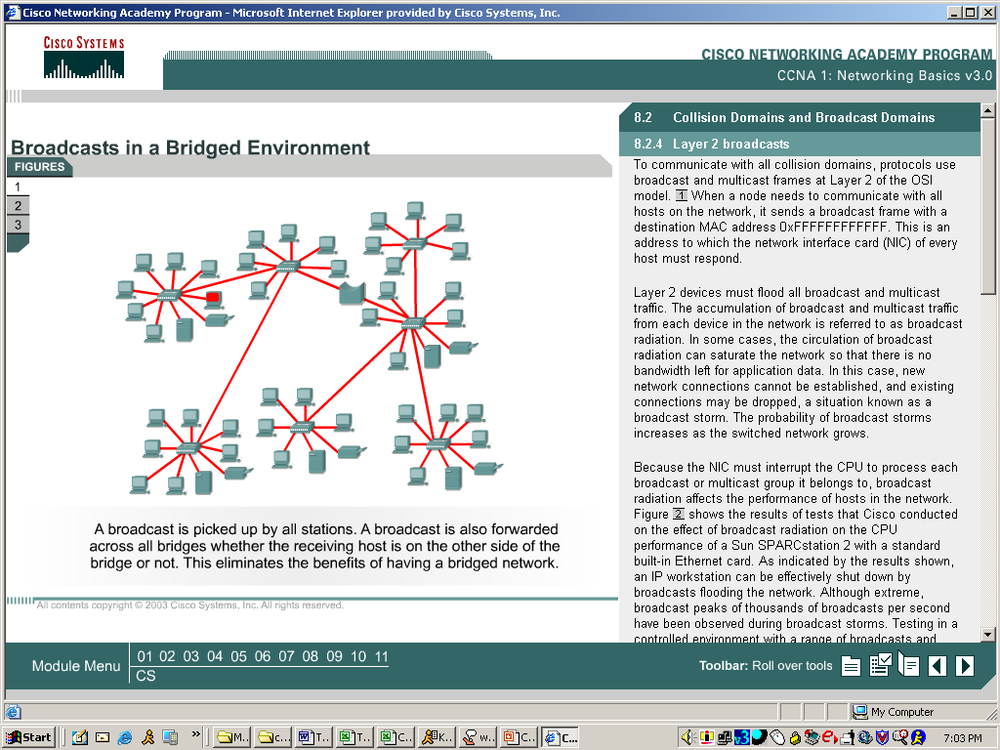 Cisco Networking Academy Program - Microsoft Internet Explorer provided by Cisco Systems, Inc.
CISCO SYSTEMS
CISCO NETWORKING ACADEMY PROGRAM
CCNA 1: Networking Basics v3.0
Broadcasts in a Bridged Environment
FIGURES
1
2
3
A broadcast is picked up by all stations. A broadcast is also forwarded
across all bridges whether the receiving host is on the other side of the
bridge or not. This eliminates the benefits of having a bridged network.
All contents copyright © 2003 Cisco Systems, Inc. All rights reserved.
8.2 Collision Domains and Broadcast Domains
8.2.4 Layer 2 broadcasts
To communicate with all collision domains, protocols use
broadcast and multicast frames at Layer 2 of the OSI
model. 1 When a node needs to communicate with all
hosts on the network, it sends a broadcast frame with a
destination MAC address 0xFFFFFFFFFFFF. This is an
address to which the network interface card (NIC) of every
host must respond.
Layer 2 devices must flood all broadcast and multicast
traffic. The accumulation of broadcast and multicast traffic
from each device in the network is referred to as broadcast
radiation. In some cases, the circulation of broadcast
radiation can saturate the network so that there is no
bandwidth left for application data. In this case, new
network connections cannot be established, and existing
connections may be dropped, a situation known as a
broadcast storm. The probability of broadcast storms
increases as the switched network grows.
Because the NIC must interrupt the CPU to process each
broadcast or multicast group it belongs to, broadcast
radiation affects the performance of hosts in the network.
Figure 2 shows the results of tests that Cisco conducted
on the effect of broadcast radiation on the CPU
performance of a Sun SPARCstation 2 with a standard
built-in Ethernet card. As indicated by the results shown,
an IP workstation can be effectively shut down by
broadcasts flooding the network. Although extreme,
broadcast peaks of thousands of broadcasts per second
have been observed during broadcast storms. Testing in a
controlled environment with a range of broadcasts and
Module Menu
01 02 03 04 05 06 07 08 09 10 11
CS
Toolbar: Roll over tools
My Computer
Start
»
M..
c...
T...
T...
C...
K...
w..
C..
C...
7:03 PM